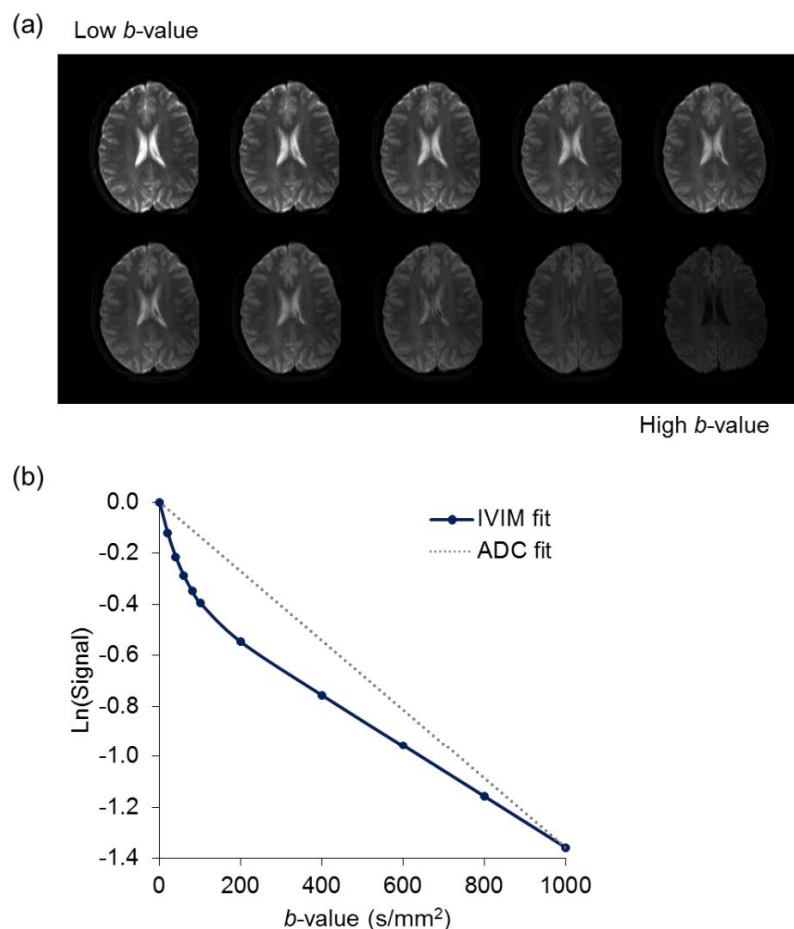 (a)
Low b-value
High b-value
(b)
0.0
-0.2
-0.4
-0.6
-0.8
-1.0
-1.2
-1.4
Ln(Signal)
IVIM fit
ADC fit
0 200 400 600 800 1000
b-value (s/mm²)